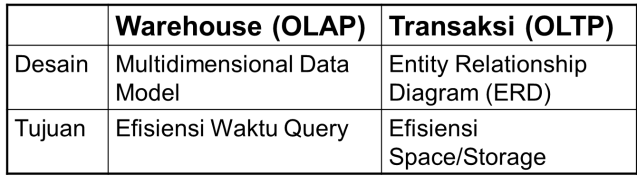 Warehouse (OLAP) Transaksi (OLTP)
Desain Multidimensional Data Entity Relationship
Model Diagram (ERD)
Tujuan Efisiensi Waktu Query Efisiensi
Space/Storage